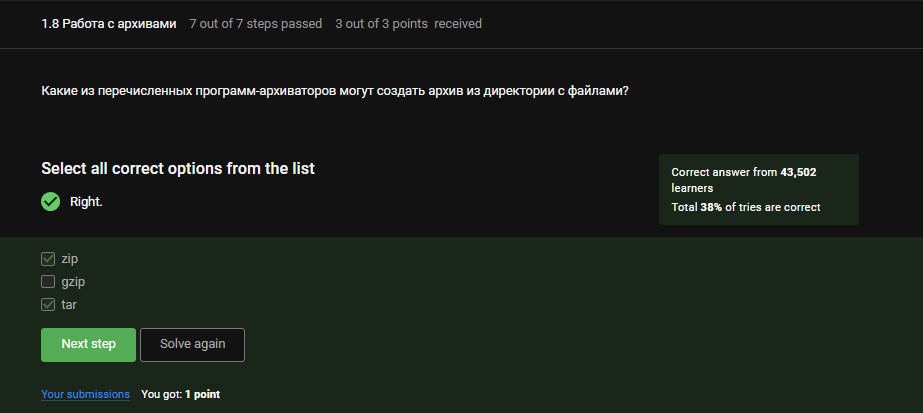 1.8 Работа с архивами 7 out of 7 steps passed 3 out of 3 points received
Какие из перечисленных программ-архиваторов могут создать архив из директории с файлами?
Select all correct options from the list
Right.
Correct answer from 43,502
learners
Total 38% of tries are correct
zip
gzip
tar
Next step Solve again
Your submissions You got: 1 point